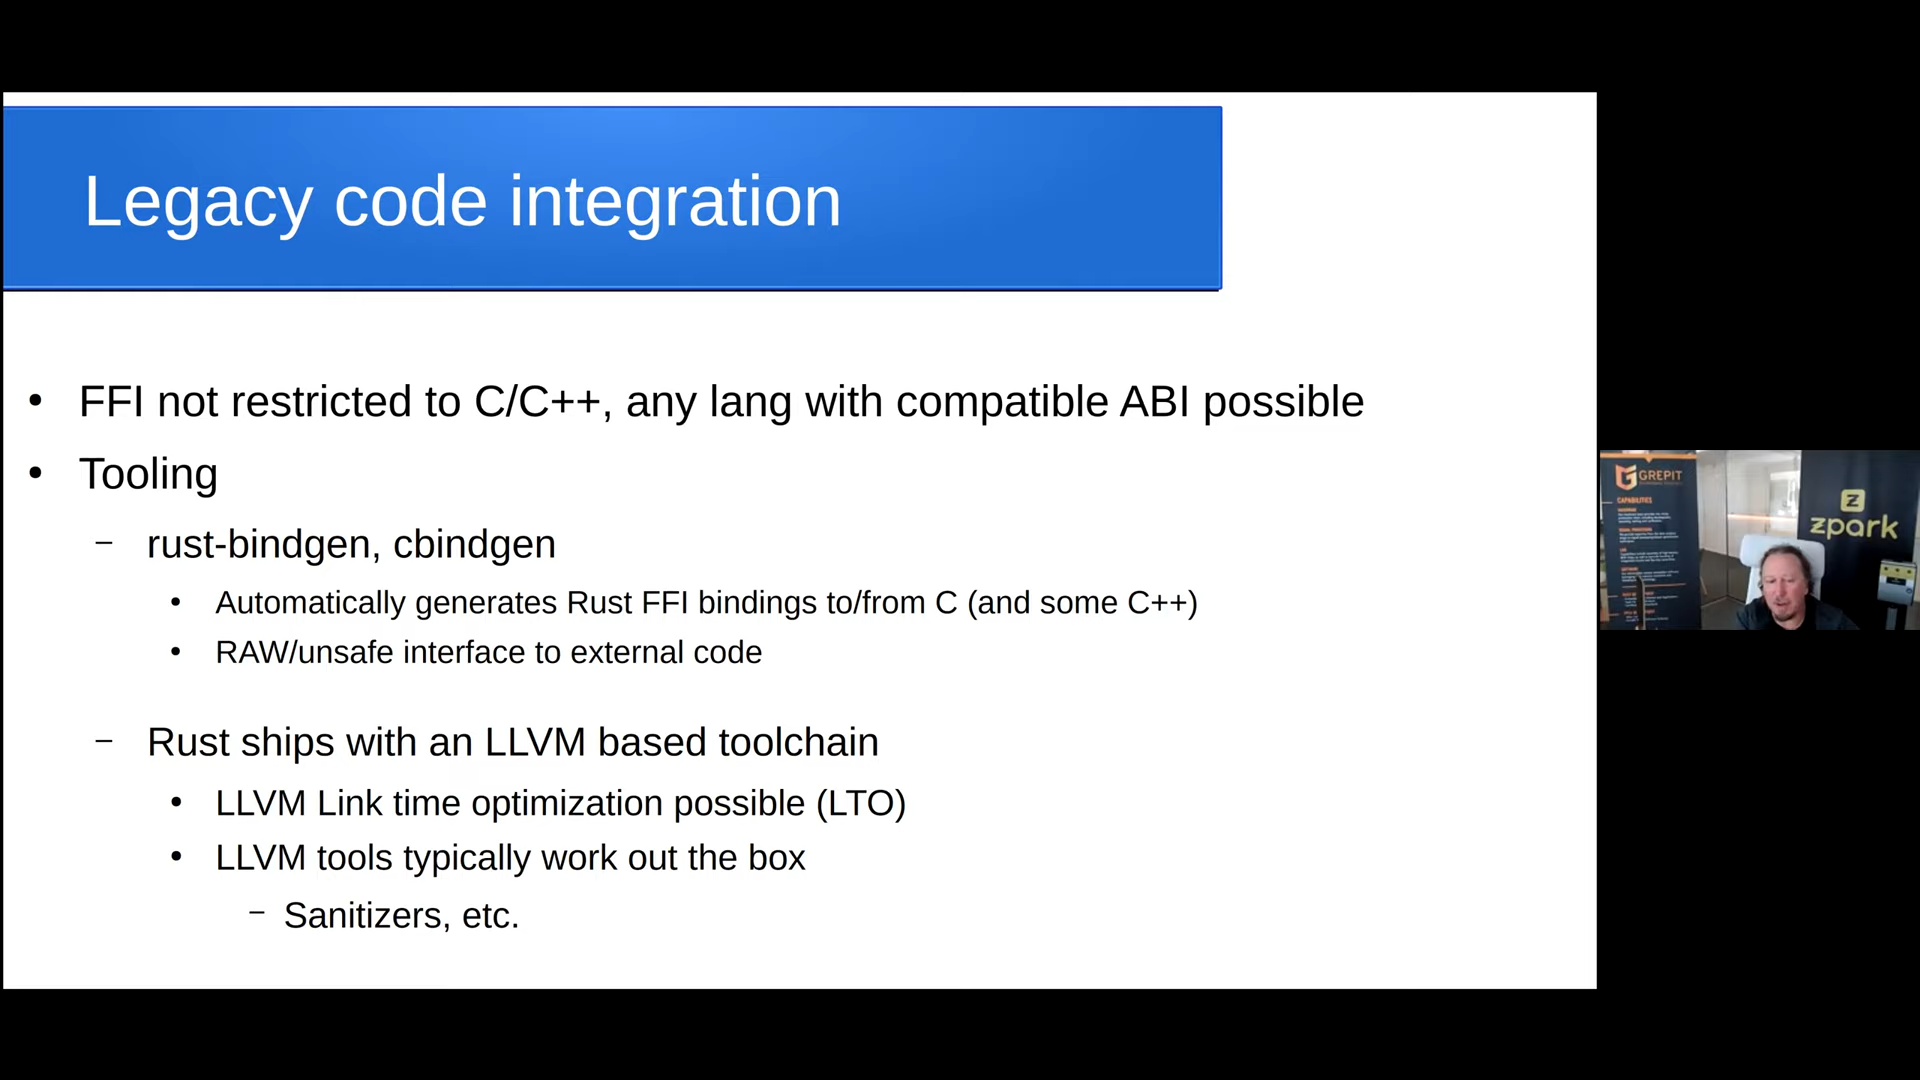 Legacy code integration
• FFI not restricted to C/C++, any lang with compatible ABI possible
• Tooling
– rust-bindgen, cbindgen
• Automatically generates Rust FFI bindings to/from C (and some C++)
• RAW/unsafe interface to external code
– Rust ships with an LLVM based toolchain
• LLVM Link time optimization possible (LTO)
• LLVM tools typically work out the box
– Sanitizers, etc.
GREPIT
CAPABILITIES
z
zpark